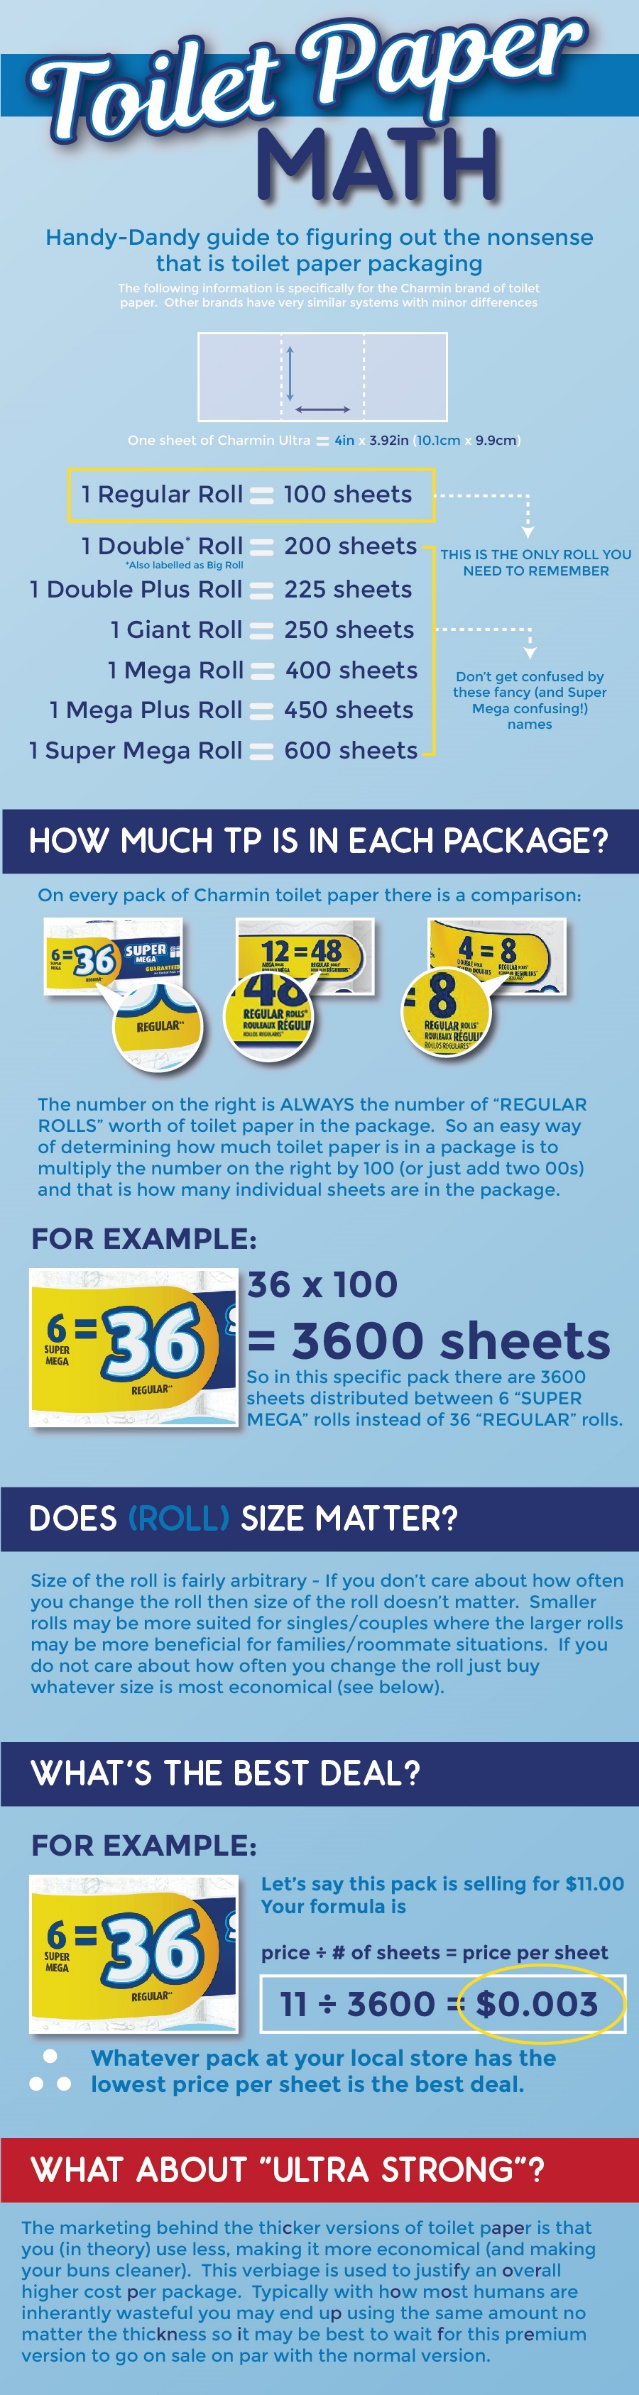 Toilet Paper
MATH
Handy-Dandy guide to figuring out the nonsense
that is toilet paper packaging
The following information is specifically for the Charmin brand of toilet
paper. Other brands have very similar systems with minor differences
One sheet of Charmin Ultra = 4in x 3.92in (10.1cm x 9.9cm)
1 Regular Roll = 100 sheets
1 Double* Roll = 200 sheets
*Also labelled as Big Roll
1 Double Plus Roll = 225 sheets
1 Giant Roll = 250 sheets
1 Mega Roll = 400 sheets
1 Mega Plus Roll = 450 sheets
1 Super Mega Roll = 600 sheets
THIS IS THE ONLY ROLL YOU
NEED TO REMEMBER
Don't get confused by
these fancy (and Super
Mega confusing!)
names
HOW MUCH TP IS IN EACH PACKAGE?
On every pack of Charmin toilet paper there is a comparison:
6=36 SUPER
MEGA
GUARANTEED
REGULAR**
12=48
48
REGULAR ROLLS*
ROULEAUX RÉGULI
4=8
=8
REGULAR ROLLS*
ROULEAUX RÉGULI
ROLLOS REGULARES*
The number on the right is ALWAYS the number of "REGULAR
ROLLS" worth of toilet paper in the package. So an easy way
of determining how much toilet paper is in a package is to
multiply the number on the right by 100 (or just add two 00s)
and that is how many individual sheets are in the package.
FOR EXAMPLE:
6=36
SUPER
MEGA
REGULAR**
36 x 100
= 3600 sheets
So in this specific pack there are 3600
sheets distributed between 6 "SUPER
MEGA" rolls instead of 36 "REGULAR" rolls.
DOES (ROLL) SIZE MATTER?
Size of the roll is fairly arbitrary - If you don't care about how often
you change the roll then size of the roll doesn't matter. Smaller
rolls may be more suited for singles/couples where the larger rolls
may be more beneficial for families/roommate situations. If you
do not care about how often you change the roll just buy
whatever size is most economical (see below).
WHAT'S THE BEST DEAL?
FOR EXAMPLE:
6=36
SUPER
MEGA
REGULAR**
Let's say this pack is selling for $11.00
Your formula is
price ÷ # of sheets = price per sheet
11 ÷ 3600 = $0.003
Whatever pack at your local store has the
lowest price per sheet is the best deal.
WHAT ABOUT "ULTRA STRONG"?
The marketing behind the thicker versions of toilet paper is that
you (in theory) use less, making it more economical (and making
your buns cleaner). This verbiage is used to justify an overall
higher cost per package. Typically with how most humans are
inherantly wasteful you may end up using the same amount no
matter the thickness so it may be best to wait for this premium
version to go on sale on par with the normal version.